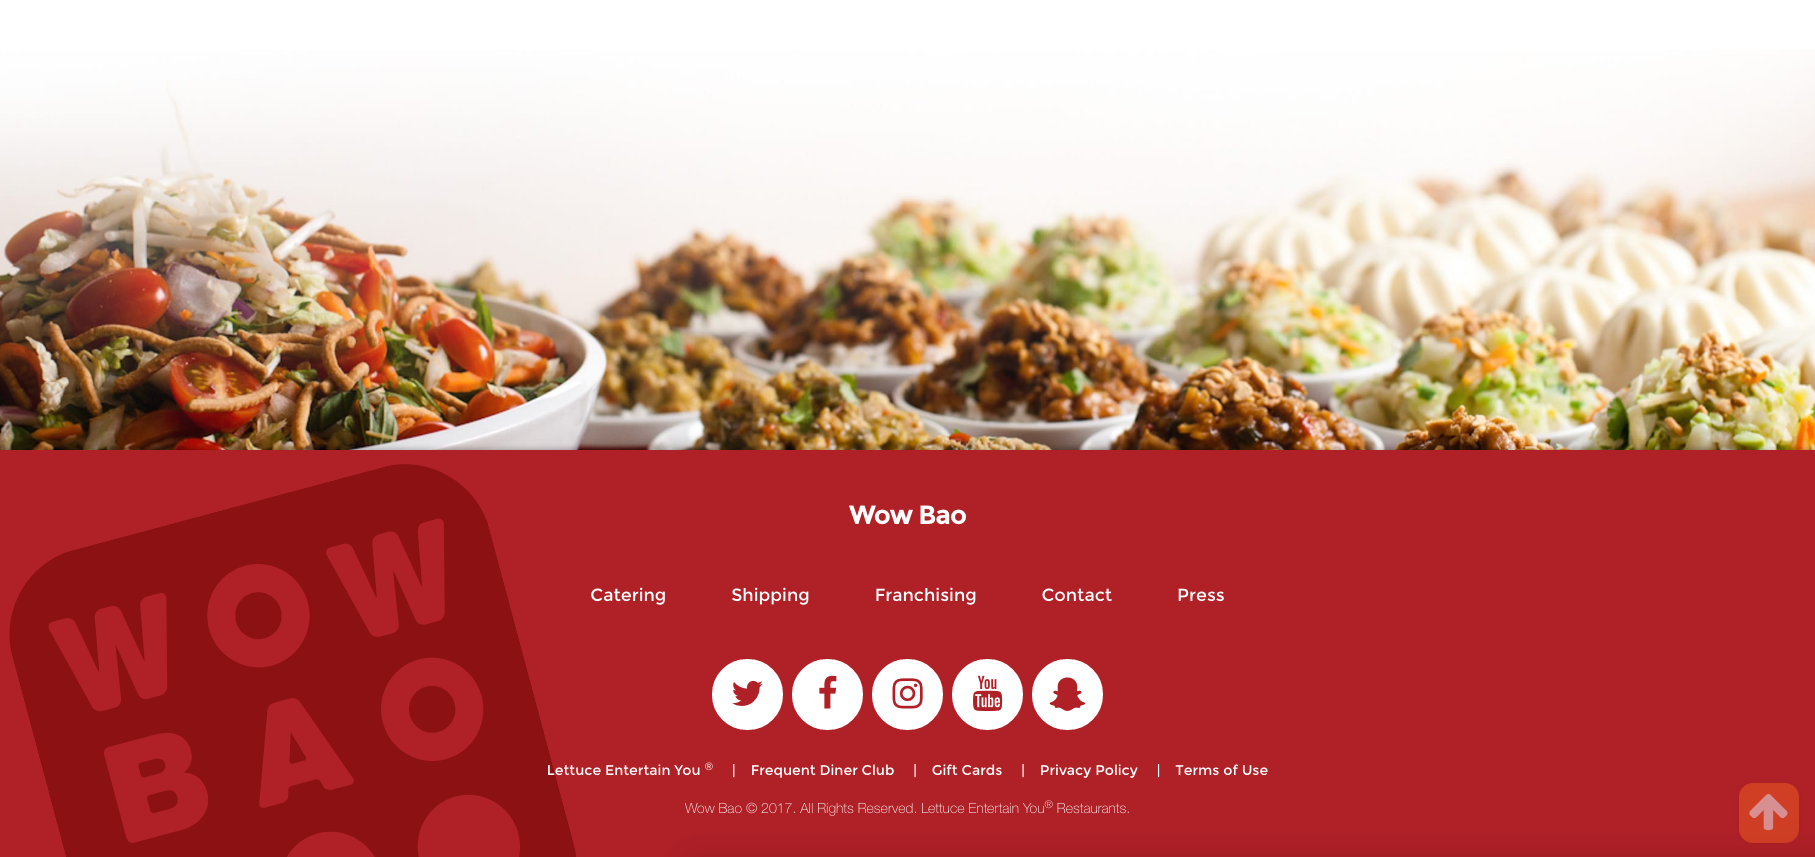 Wow Bao
Catering Shipping Franchising Contact Press
You
Tube
Lettuce Entertain You ® | Frequent Diner Club | Gift Cards | Privacy Policy | Terms of Use
Wow Bao © 2017. All Rights Reserved. Lettuce Entertain You® Restaurants.
WOW
BAO